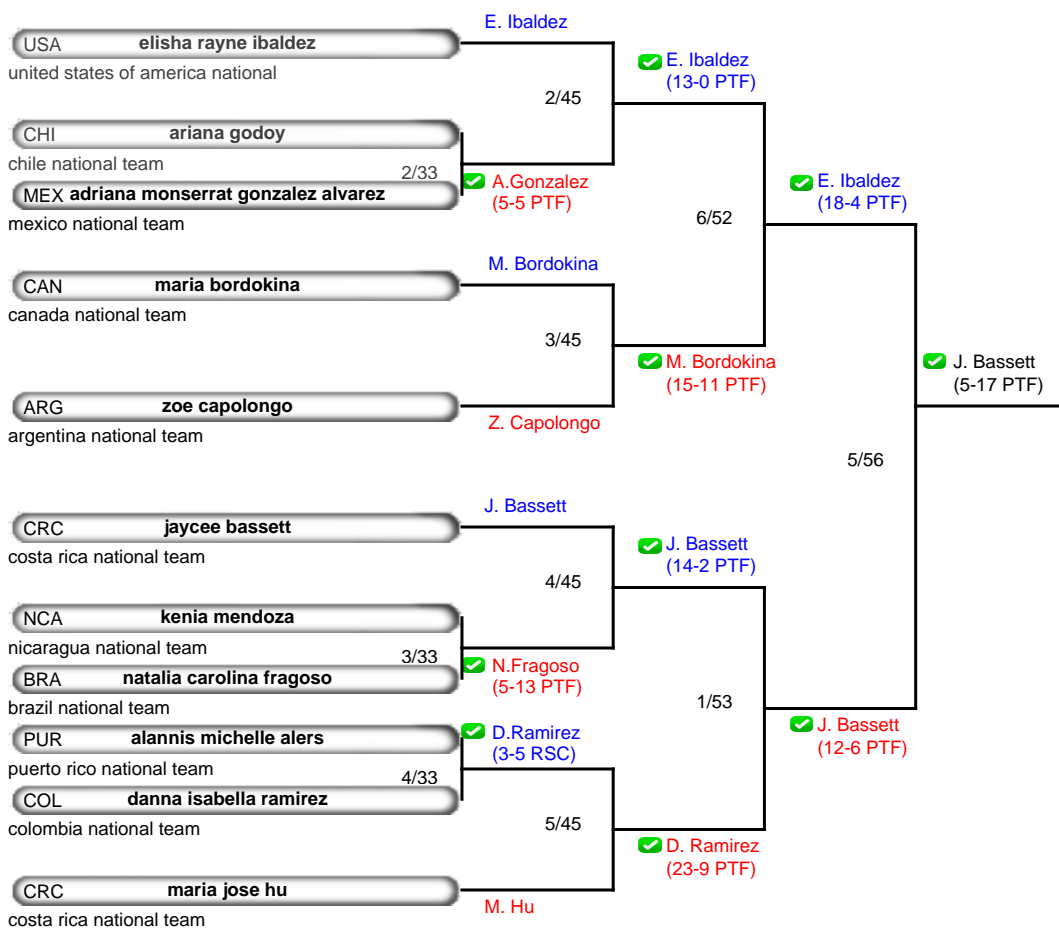 E. Ibaldez
USA elisha rayne ibaldez
united states of america national
E. Ibaldez
(13-0 PTF)
2/45
CHI ariana godoy
chile national team
2/33
MEX adriana monserrat gonzalez alvarez
mexico national team
A.Gonzalez
(5-5 PTF)
E. Ibaldez
(18-4 PTF)
6/52
M. Bordokina
CAN maria bordokina
canada national team
3/45
M. Bordokina
(15-11 PTF)
J. Bassett
(5-17 PTF)
ARG zoe capolongo
argentina national team
Z. Capolongo
5/56
J. Bassett
CRC jaycee bassett
costa rica national team
J. Bassett
(14-2 PTF)
4/45
NCA kenia mendoza
nicaragua national team
3/33
BRA natalia carolina fragoso
brazil national team
N.Fragoso
(5-13 PTF)
1/53
J. Bassett
(12-6 PTF)
PUR alannis michelle alers
puerto rico national team
D.Ramirez
(3-5 RSC)
4/33
COL danna isabella ramirez
colombia national team
5/45
D. Ramirez
(23-9 PTF)
CRC maria jose hu
costa rica national team
M. Hu